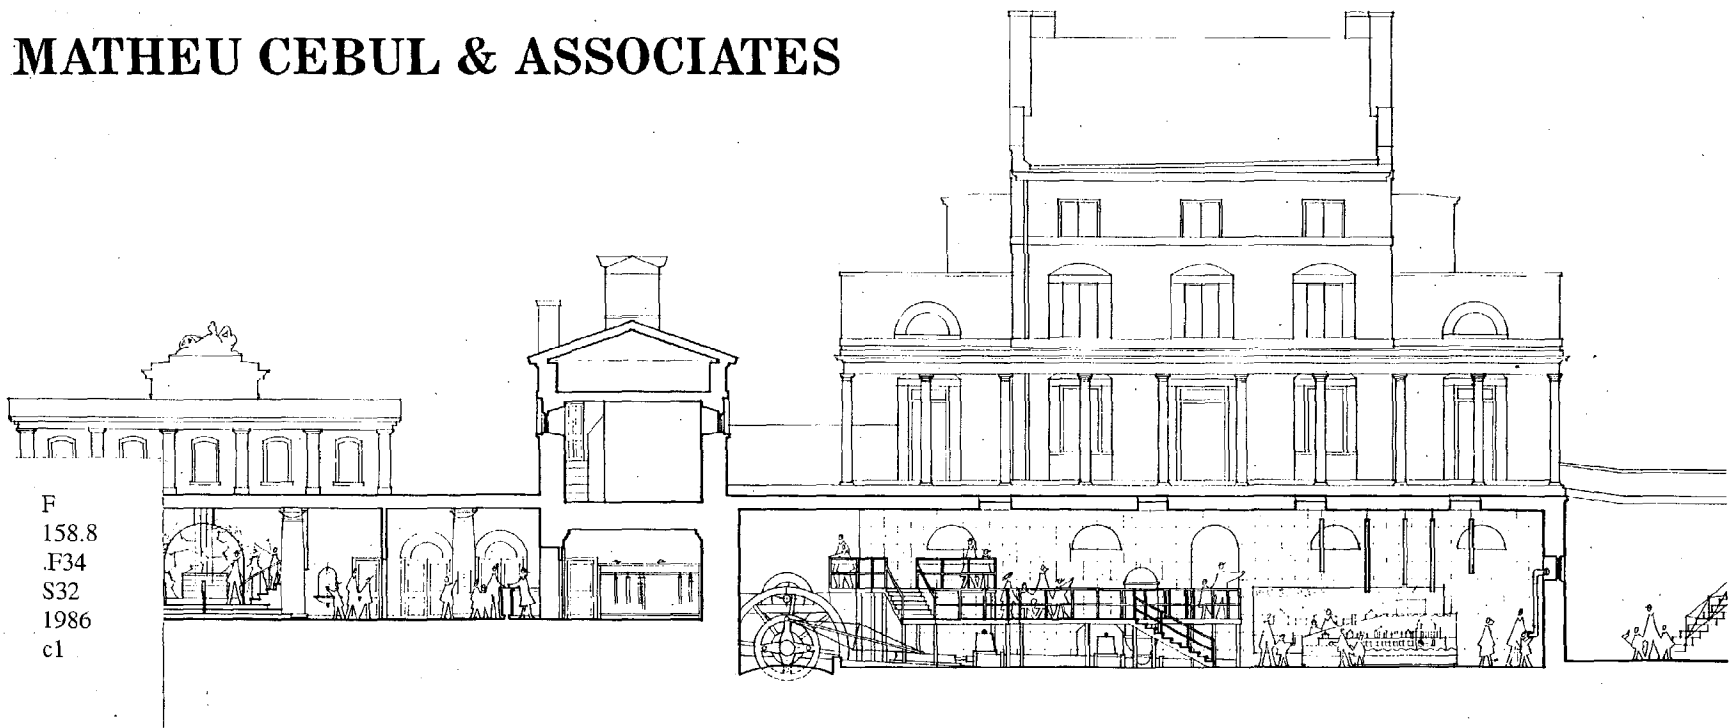 MATHEU CEBUL & ASSOCIATES
F
158.8
.F34
S32
1986
c1